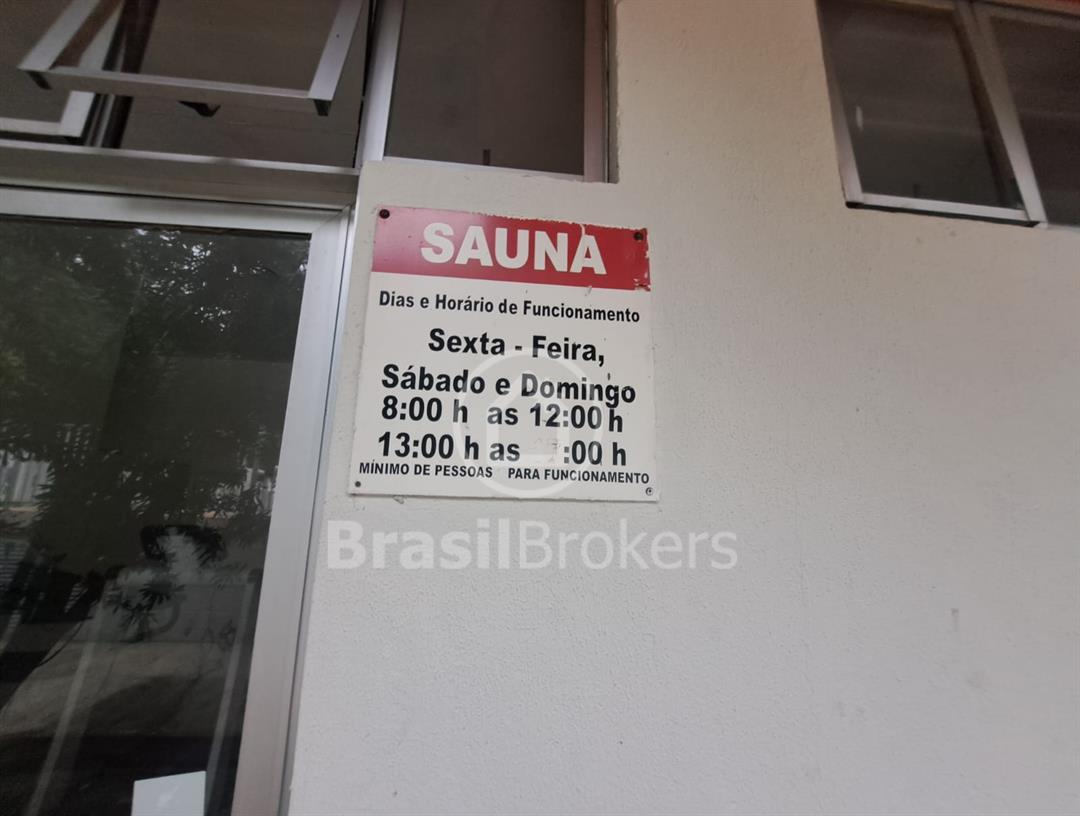 SAUNA
Dias e Horário de Funcionamento
Sexta - Feira,
Sábado e Domingo
8:00 h as 12:00 h
13:00 h as :00 h
MÍNIMO DE PESSOAS PARA FUNCIONAMENTO
BrasilBrokers